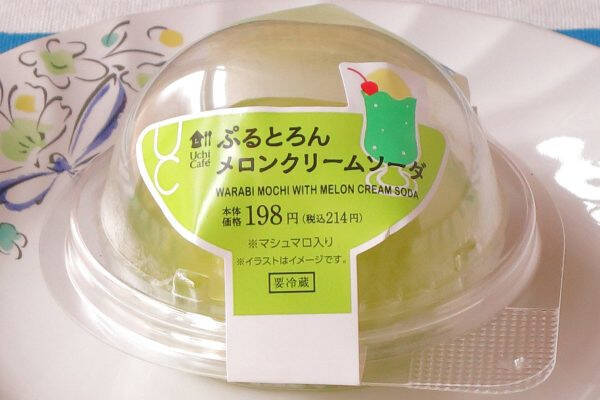 UC
Uchi Café
ぷるとろん
メロンクリームソーダ
WARABI MOCHI WITH MELON CREAM SODA
本体価格 198円(税込214円)
※マシュマロ入り
※イラストはイメージです。
要冷蔵